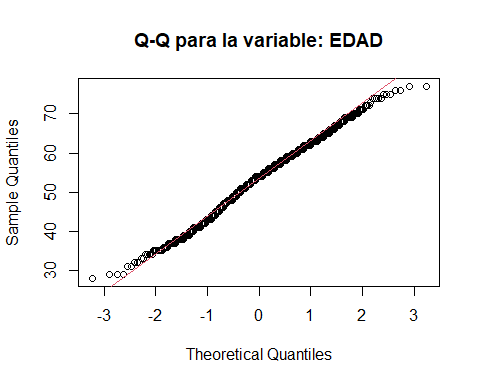 Q-Q para la variable: EDAD
Sample Quantiles
70
60
50
40
30
-3 -2 -1 0 1 2 3
Theoretical Quantiles